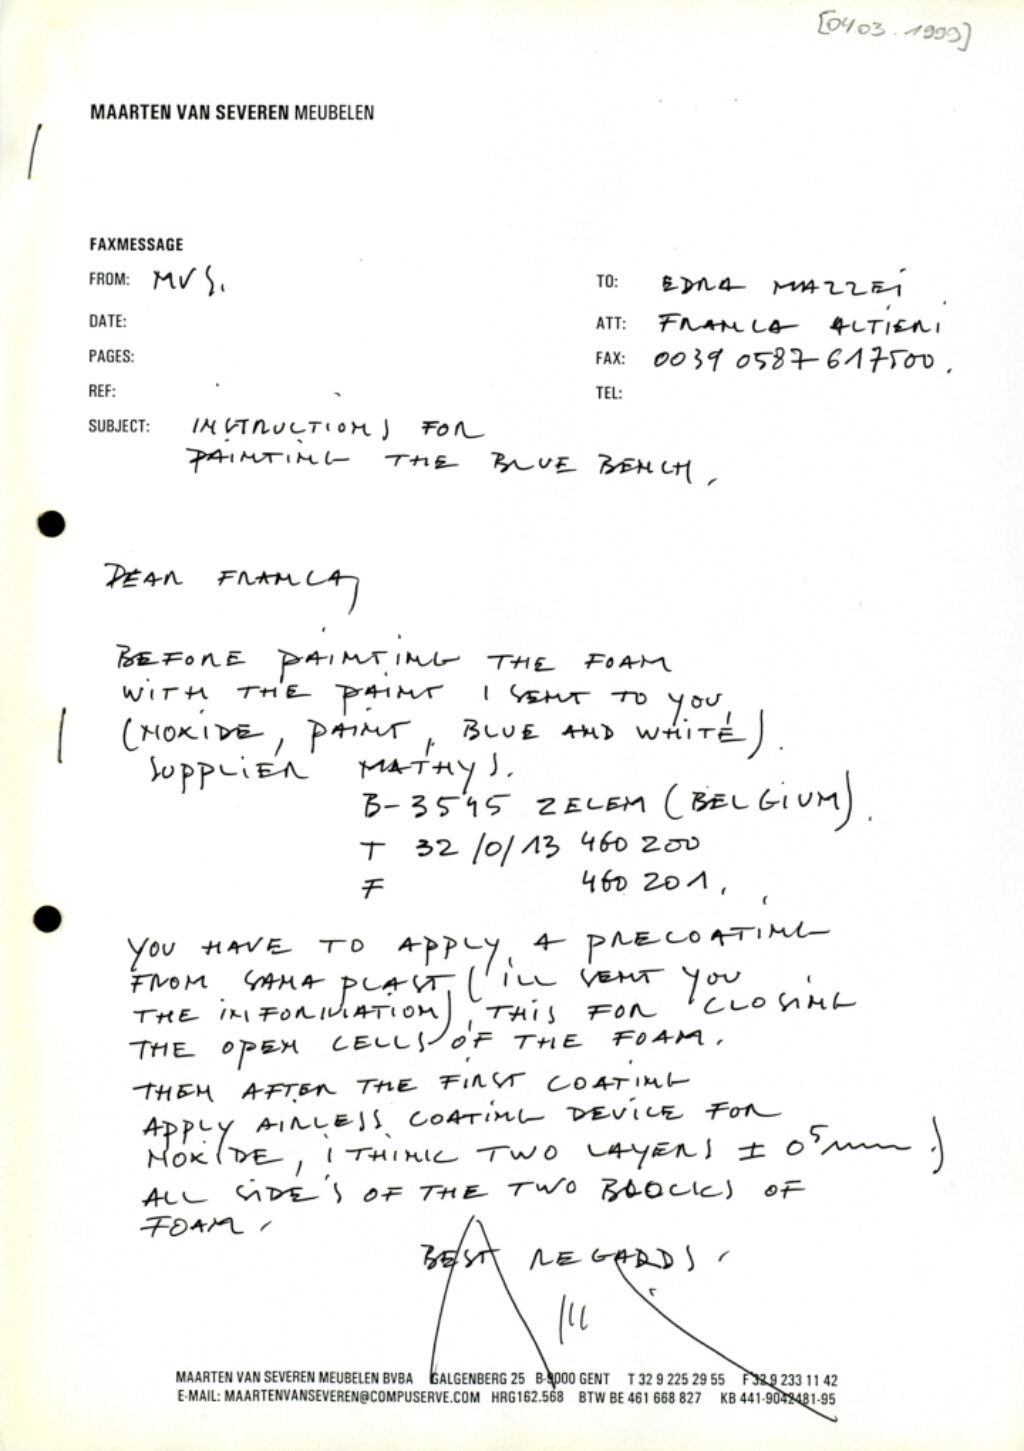 [04.03.1999]
MAARTEN VAN SEVEREN MEUBELEN
FAXMESSAGE
FROM: MVS.
TO: EDRA MAZZEI
DATE:
ATT: FRANCA ALTIERI
PAGES:
FAX: 0039 0587-617500.
REF:
TEL:
SUBJECT: INSTRUCTIONS FOR
PAINTING THE BLUE BENCH.
DEAR FRANCA,
BEFORE PAINTING THE FOAM
WITH THE PAINT I SENT TO YOU,
(NOXIDE, PAINT, BLUE AND WHITE).
SUPPLIER MATHYS.
B-3545 ZELEM (BELGIUM).
T 32/0/13 460 200
F 460 201.
YOU HAVE TO APPLY A PRECOATING
FROM SAMA PLAST (I'LL SENT YOU
THE INFORMATION), THIS FOR CLOSING
THE OPEN CELLS OF THE FOAM.
THEN AFTER THE FIRST COATING
APPLY AIRLESS COATING DEVICE FOR
NOXIDE, I THINK TWO LAYERS ± 0⁵mm.)
ALL SIDE'S OF THE TWO BLOCKS OF
FOAM.
BEST REGARDS.
MAARTEN VAN SEVEREN MEUBELEN BVBA GALGENBERG 25 B-9000 GENT T 32 9 225 29 55 F 32 9 233 11 42
E-MAIL: MAARTENVANSEVEREN@COMPUSERVE.COM HRG162.568 BTW BE 461 668 827 KB 441-9042481-95